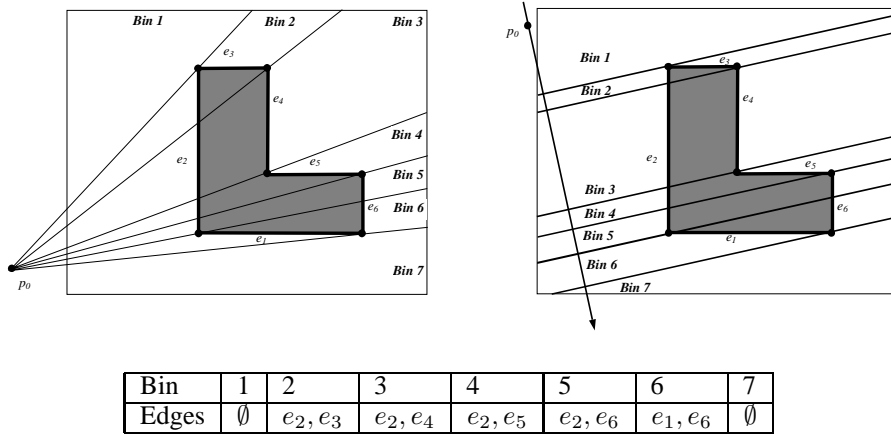 Bin 1
Bin 2
Bin 3
e3
e4
Bin 4
e2
e5
Bin 5
e6
Bin 6
e1
Bin 7
p0
p0
Bin 1
e3
Bin 2
e4
e2
e5
Bin 3
Bin 4
e6
Bin 5
e1
Bin 6
Bin 7
Bin 1 2 3 4 5 6 7
Edges ∅ e2, e3 e2, e4 e2, e5 e2, e6 e1, e6 ∅